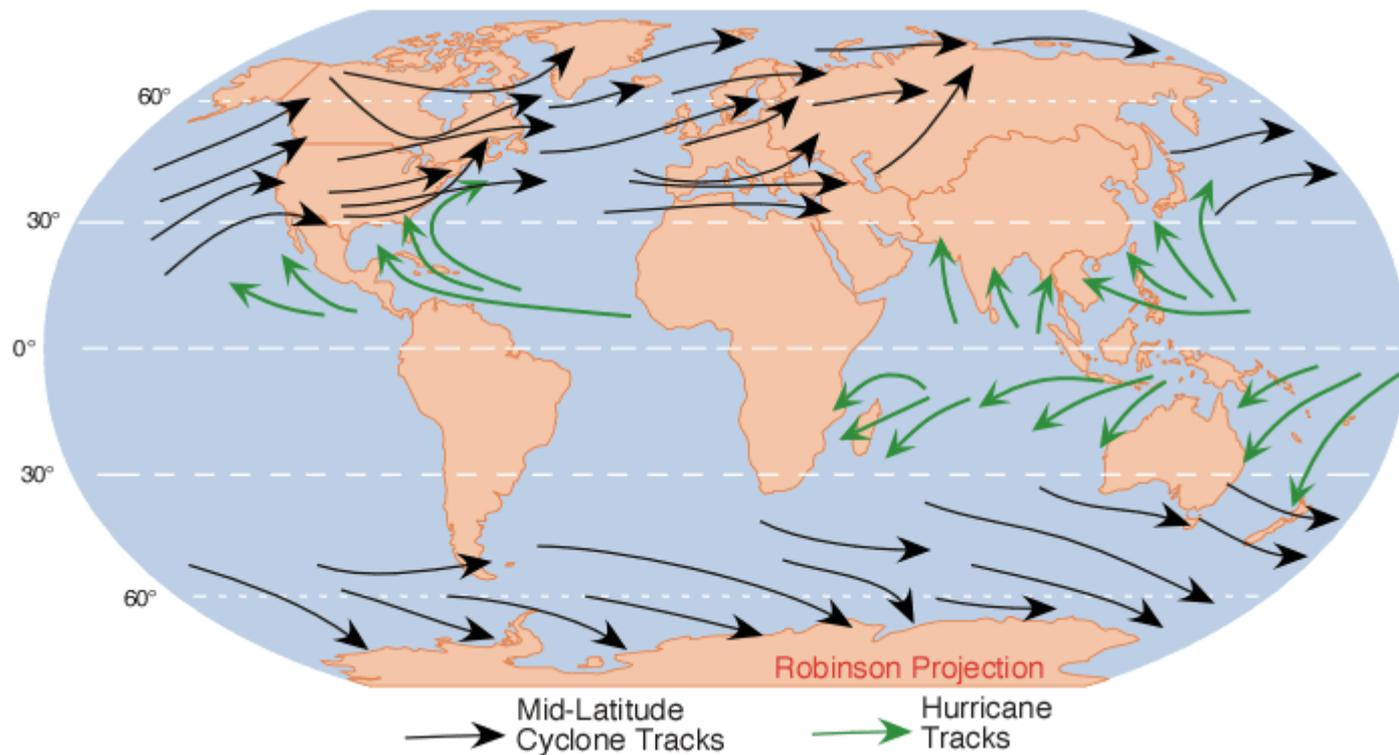 60°
30°
0°
30°
60°
Robinson Projection
Mid-Latitude
Cyclone Tracks
Hurricane
Tracks